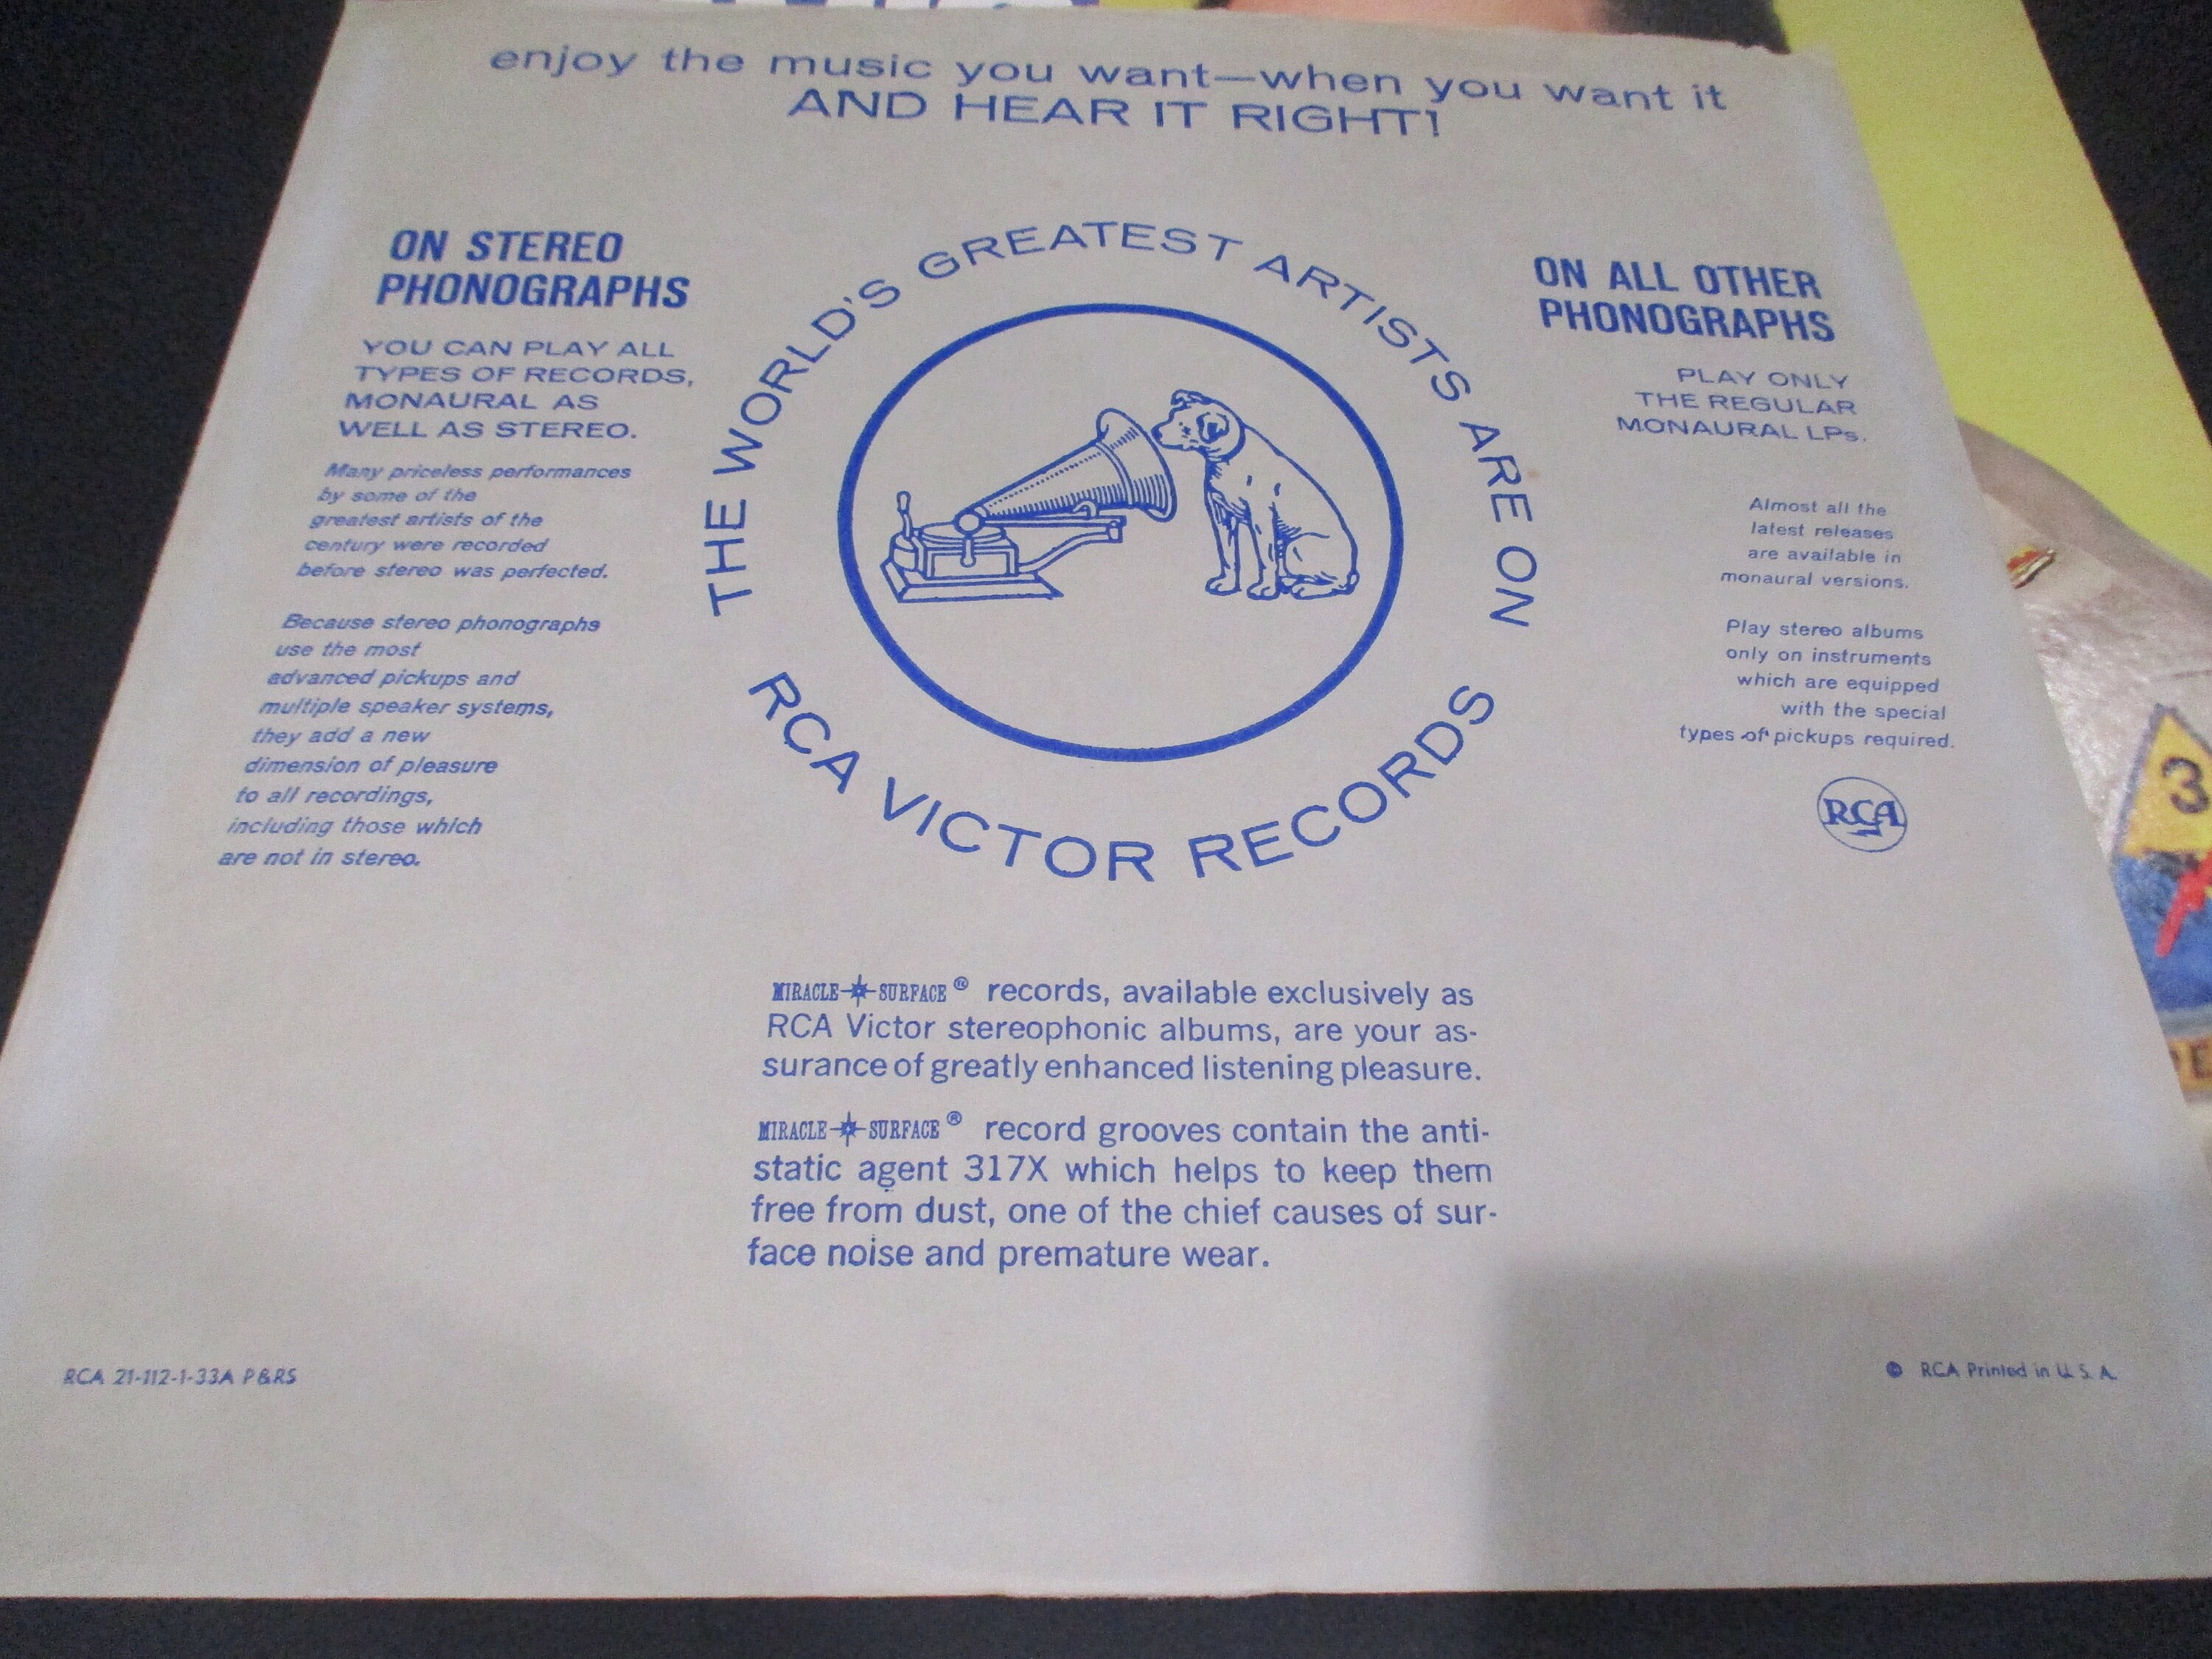 enjoy the music you want—when you want it
AND HEAR IT RIGHT!
ON STEREO
PHONOGRAPHS
YOU CAN PLAY ALL
TYPES OF RECORDS,
MONAURAL AS
WELL AS STEREO.
Many priceless performances
by some of the
greatest artists of the
century were recorded
before stereo was perfected.
Because stereo phonographs
use the most
advanced pickups and
multiple speaker systems,
they add a new
dimension of pleasure
to all recordings,
including those which
are not in stereo.
THE WORLD'S GREATEST ARTISTS ARE ON
RCA VICTOR RECORDS
ON ALL OTHER
PHONOGRAPHS
PLAY ONLY
THE REGULAR
MONAURAL LPs.
Almost all the
latest releases
are available in
monaural versions.
Play stereo albums
only on instruments
which are equipped
with the special
types of pickups required.
RCA
3
MIRACLE SURFACE ® records, available exclusively as
RCA Victor stereophonic albums, are your as-
surance of greatly enhanced listening pleasure.
MIRACLE SURFACE ® record grooves contain the anti-
static agent 317X which helps to keep them
free from dust, one of the chief causes of sur-
face noise and premature wear.
RCA 21-112-1-33A P&RS
© RCA Printed in U. S. A.